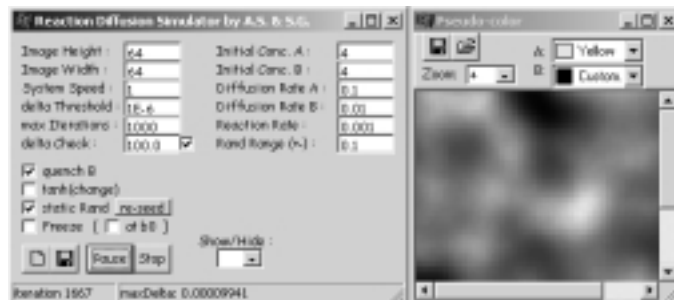 Reaction Diffusion Simulator by A.S. & S.G.
Image Height : 64
Initial Conc. A : 4
Image Width : 64
Initial Conc. B : 4
System Speed : 1
Diffusion Rate A : 0.1
delta Threshold : 1E-6
Diffusion Rate B : 0.01
max Iterations : 1000
Reaction Rate : 0.001
delta Check : 100.0
Rand Range (+-) : 0.1
quench B
tanh(change)
static Rand re-seed
Freeze ( at b0 )
Show/Hide :
Pause Stop
iteration 1667 maxDelta: 0.00009941
Pseudo-color
A: Yellow
B: Custom
Zoom: 4